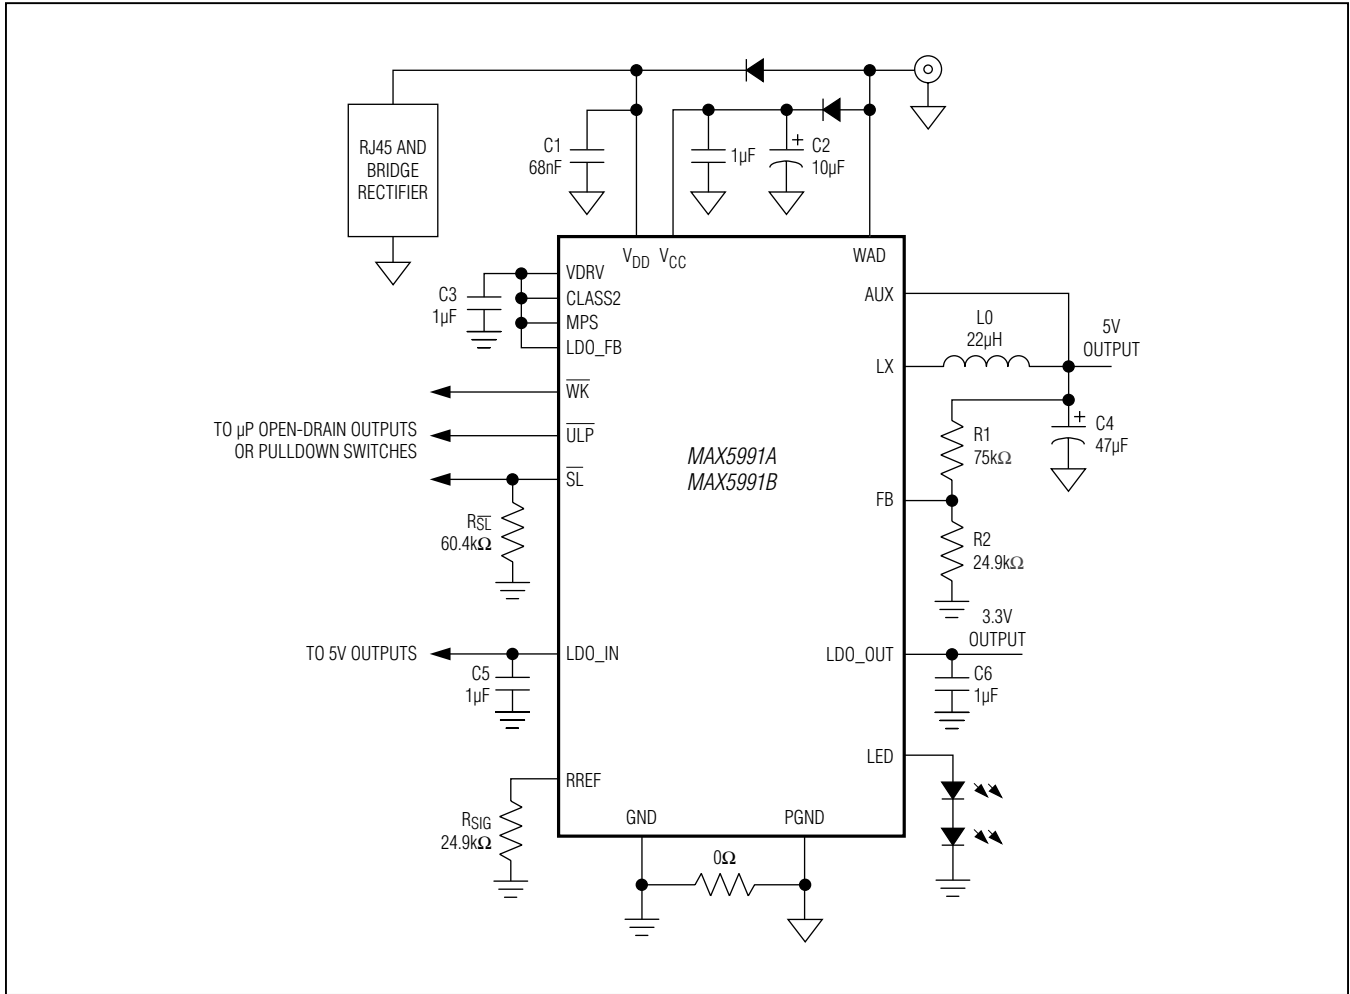 RJ45 AND
BRIDGE
RECTIFIER
C1
68nF
1µF
+
C2
10µF
VDD
VCC
WAD
VDRV
CLASS2
MPS
LDO_FB
C3
1µF
AUX
L0
22µH
5V
OUTPUT
LX
WK
TO µP OPEN-DRAIN OUTPUTS
OR PULLDOWN SWITCHES
ULP
SL
RSL
60.4kΩ
MAX5991A
MAX5991B
R1
75kΩ
+
C4
47µF
FB
R2
24.9kΩ
3.3V
OUTPUT
TO 5V OUTPUTS
LDO_IN
C5
1µF
LDO_OUT
C6
1µF
LED
RREF
RSIG
24.9kΩ
GND
PGND
0Ω